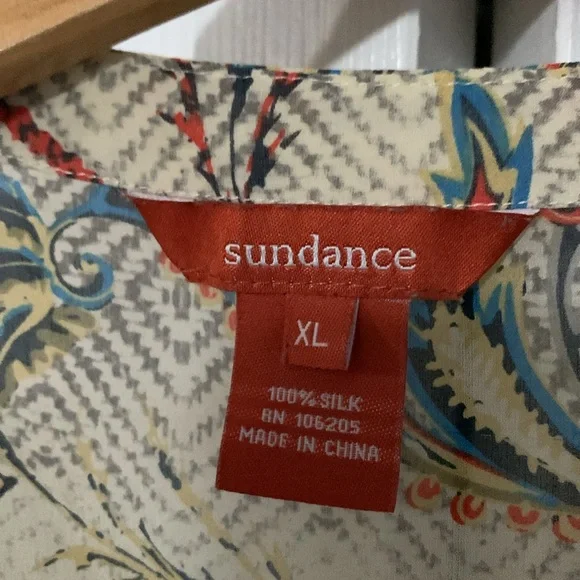 sundance
XL
100% SILK
RN 106205
MADE IN CHINA